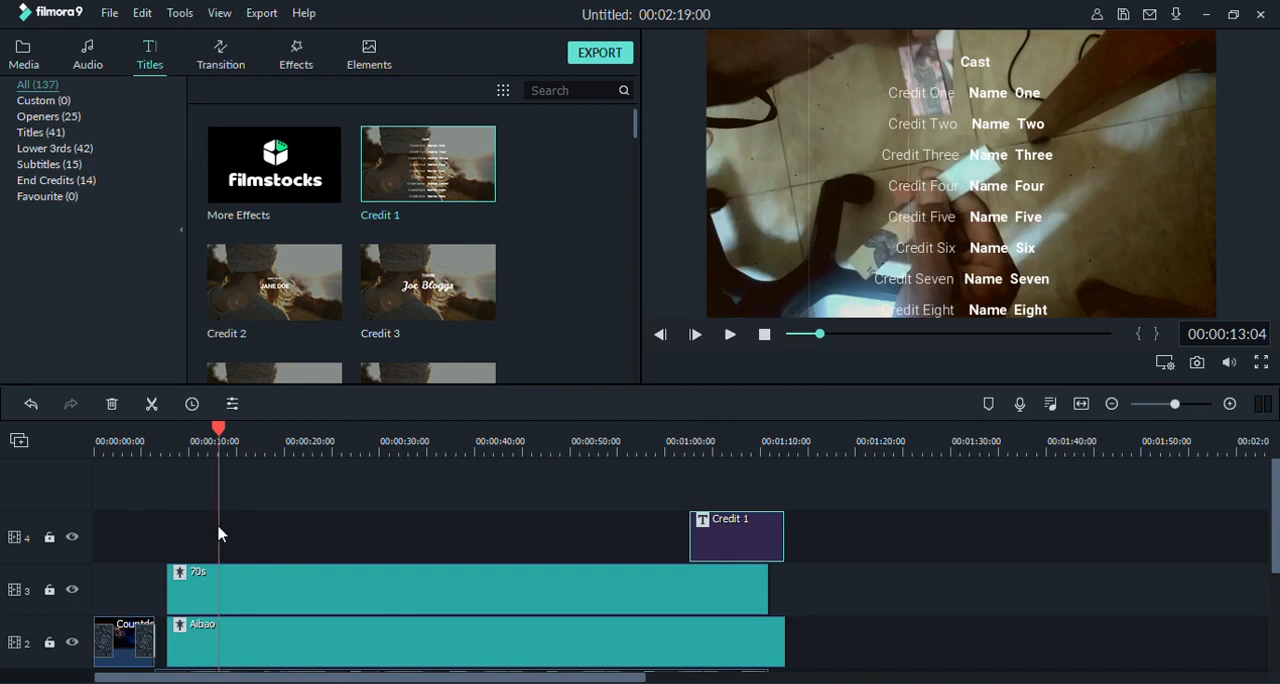 filmora9 File Edit Tools View Export Help Untitled: 00:02:19:00
Media Audio Titles Transition Effects Elements EXPORT
All (137)
Custom (0)
Openers (25)
Titles (41)
Lower 3rds (42)
Subtitles (15)
End Credits (14)
Favourite (0)
Search
filmstocks
More Effects
Credit 1
JANE DOE
Joe Bloggs
Credit 2
Credit 3
Cast
Credit One Name One
Credit Two Name Two
Credit Three Name Three
Credit Four Name Four
Credit Five Name Five
Credit Six Name Six
Credit Seven Name Seven
Credit Eight Name Eight
{ } 00:00:13:04
00:00:00:00 00:00:10:00 00:00:20:00 00:00:30:00 00:00:40:00 00:00:50:00 00:01:00:00 00:01:10:00 00:01:20:00 00:01:30:00 00:01:40:00 00:01:50:00 00:02:0
4 T Credit 1
3 70s
2 Countdo Aibao